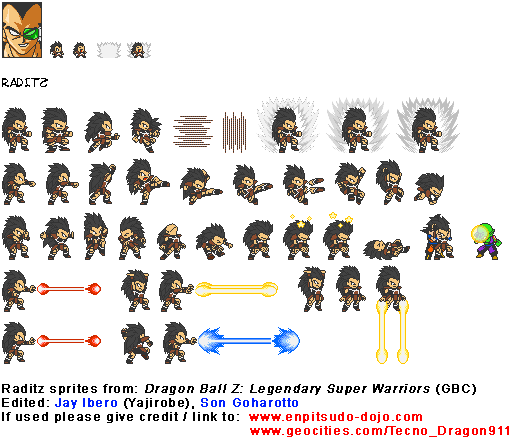 RADITZ
Raditz sprites from: Dragon Ball Z: Legendary Super Warriors (GBC)
Edited: Jay Ibero (Yajirobe), Son Goharotto
If used please give credit / link to: www.enpitsudo-dojo.com
www.geocities.com/Tecno_Dragon911